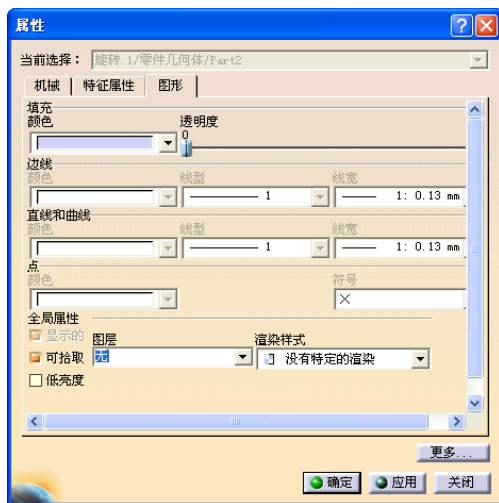 属性
当前选择： 旋转.1/零件几何体/Part2
机械 特征属性 图形
填充
颜色 透明度
0
边线
颜色 线型 线宽
1 1: 0.13 mm
直线和曲线
颜色 线型 线宽
1 1: 0.13 mm
点
颜色 符号
全局属性
显示的 图层 渲染样式
可拾取 无 没有特定的渲染
低亮度
更多...
确定 应用 关闭